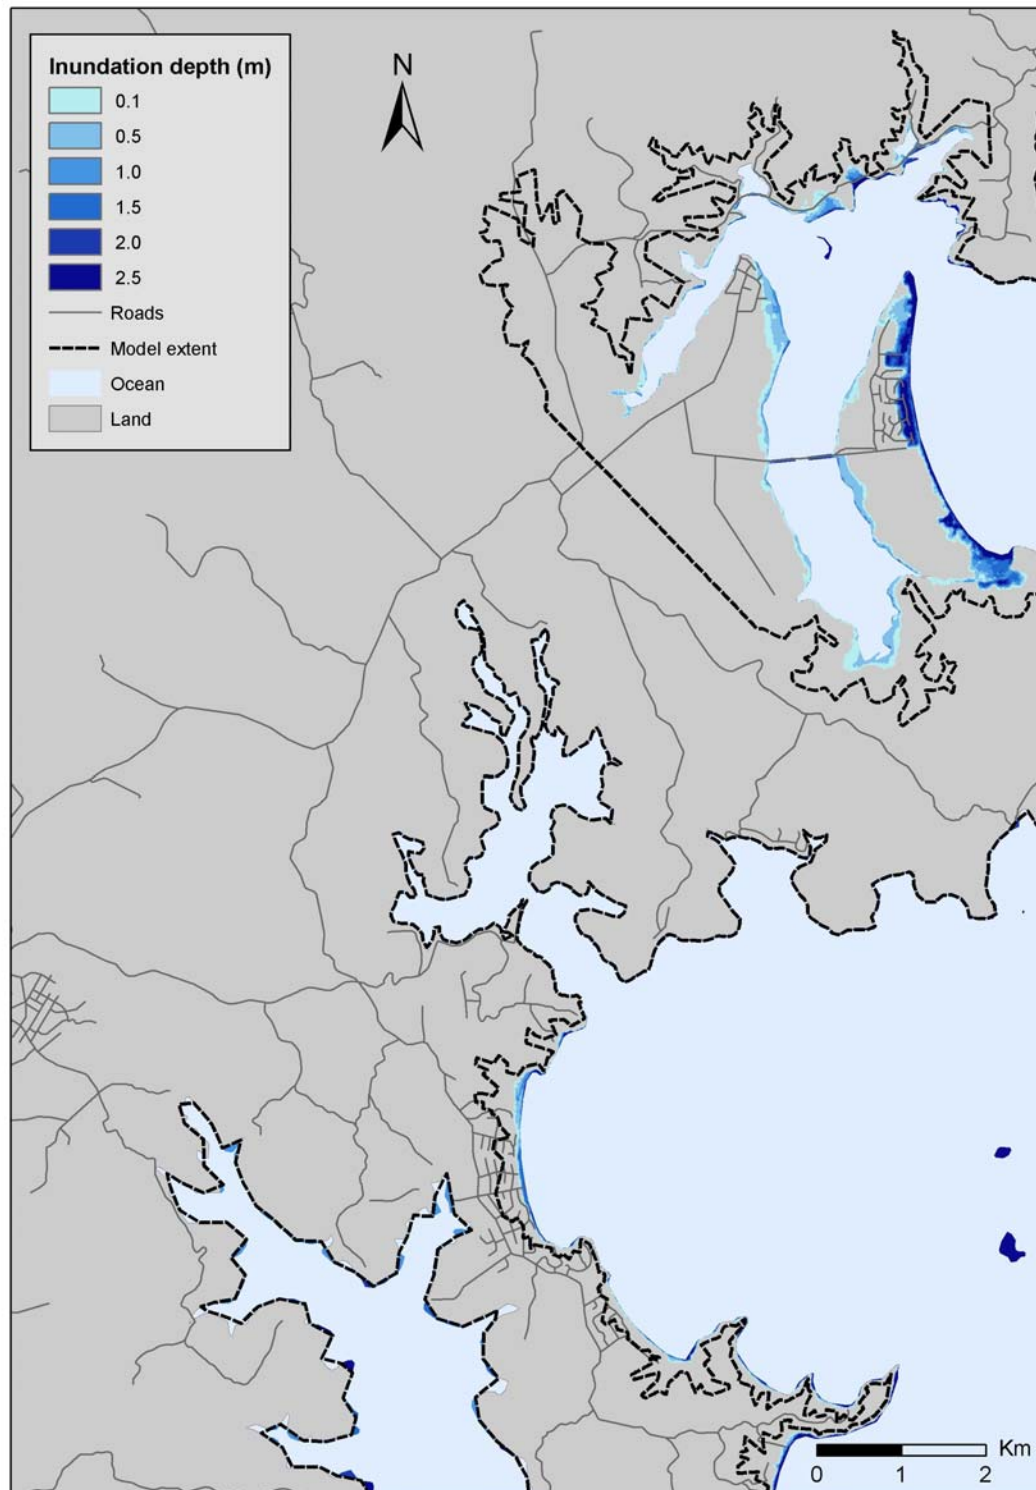 Inundation depth (m)
0.1
0.5
1.0
1.5
2.0
2.5
Roads
Model extent
Ocean
Land
N
Km
0 1 2